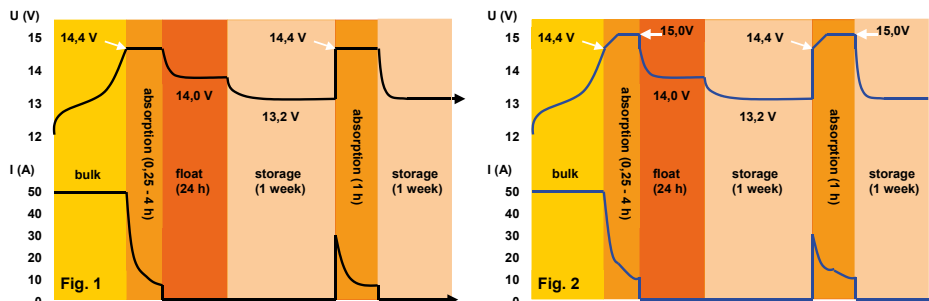 U (V)
15
14
13
12
I (A)
50
40
30
20
10
0
14,4 V
14,0 V
13,2 V
14,4 V
bulk
absorption (0,25 - 4 h)
float
(24 h)
storage
(1 week)
absorption (1 h)
storage
(1 week)
Fig. 1
U (V)
15
14
13
12
I (A)
50
40
30
20
10
0
14,4 V
15,0V
14,0 V
13,2 V
14,4 V
15,0V
bulk
absorption (0,25 - 4 h)
float
(24 h)
storage
(1 week)
absorption (1 h)
storage
(1 week)
Fig. 2